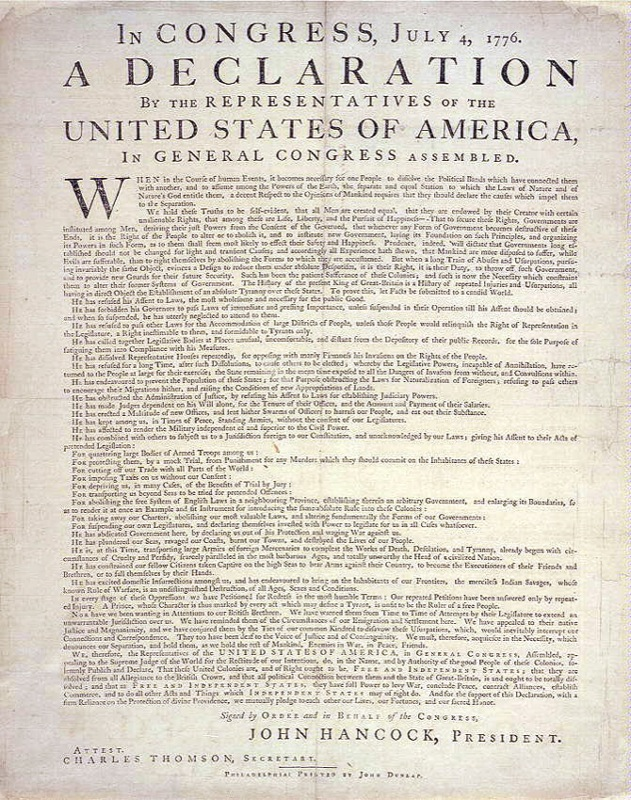 IN CONGRESS, JULY 4, 1776.
A DECLARATION
BY THE REPRESENTATIVES OF THE
UNITED STATES OF AMERICA,
IN GENERAL CONGRESS ASSEMBLED.
WHEN in the Course of human Events, it becomes necessary for one People to dissolve the Political Bands which have connected them
with another, and to assume among the Powers of the Earth, the separate and equal Station to which the Laws of Nature and of
Nature's God entitle them, a decent Respect to the Opinions of Mankind requires that they should declare the causes which impel them
to the Separation.
We hold these Truths to be self-evident, that all Men are created equal, that they are endowed by their Creator with certain
unalienable Rights, that among these are Life, Liberty, and the Pursuit of Happiness--That to secure these Rights, Governments are
instituted among Men, deriving their just Powers from the Consent of the Governed, that whenever any Form of Government becomes destructive of these
Ends, it is the Right of the People to alter or to abolish it, and to institute new Government, laying its Foundation on such Principles, and organizing
its Powers in such Form, as to them shall seem most likely to effect their Safety and Happiness. Prudence, indeed, will dictate that Governments long es-
tablished should not be changed for light and transient Causes; and accordingly all Experience hath shewn, that Mankind are more disposed to suffer, while
Evils are sufferable, than to right themselves by abolishing the Forms to which they are accustomed. But when a long Train of Abuses and Usurpations, pursu-
ing invariably the same Object, evinces a Design to reduce them under absolute Despotism, it is their Right, it is their Duty, to throw off such Government,
and to provide new Guards for their future Security. Such has been the patient Sufferance of these Colonies; and such is now the Necessity which constrains
them to alter their former Systems of Government. The History of the present King of Great-Britain is a History of repeated Injuries and Usurpations, all
having in direct Object the Establishment of an absolute Tyranny over these States. To prove this, let Facts be submitted to a candid World.
He has refused his Assent to Laws, the most wholesome and necessary for the public Good.
He has forbidden his Governors to pass Laws of immediate and pressing Importance, unless suspended in their Operation till his Assent should be obtained;
and when so suspended, he has utterly neglected to attend to them.
He has refused to pass other Laws for the Accommodation of large Districts of People, unless those People would relinquish the Right of Representation in
the Legislature, a Right inestimable to them, and formidable to Tyrants only.
He has called together Legislative Bodies at Places unusual, uncomfortable, and distant from the Depository of their public Records, for the sole Purpose of
fatiguing them into Compliance with his Measures.
He has dissolved Representative Houses repeatedly, for opposing with manly Firmness his Invasions on the Rights of the People.
He has refused for a long Time, after such Dissolutions, to cause others to be elected; whereby the Legislative Powers, incapable of Annihilation, have re-
turned to the People at large for their exercise; the State remaining in the mean time exposed to all the Dangers of Invasion from without, and Convulsions within.
He has endeavoured to prevent the Population of these States; for that Purpose obstructing the Laws for Naturalization of Foreigners; refusing to pass others
to encourage their Migrations hither, and raising the Conditions of new Appropriations of Lands.
He has obstructed the Administration of Justice, by refusing his Assent to Laws for establishing Judiciary Powers.
He has made Judges dependent on his Will alone, for the Tenure of their Offices, and the Amount and Payment of their Salaries.
He has erected a Multitude of new Offices, and sent hither Swarms of Officers to harrass our People, and eat out their Substance.
He has kept among us, in Times of Peace, Standing Armies, without the consent of our Legislatures.
He has affected to render the Military independent of and superior to the Civil Power.
He has combined with others to subject us to a Jurisdiction foreign to our Constitution, and unacknowledged by our Laws; giving his Assent to their Acts of
pretended Legislation:
For quartering large Bodies of Armed Troops among us:
For protecting them, by a mock Trial, from Punishment for any Murders which they should commit on the Inhabitants of these States:
For cutting off our Trade with all Parts of the World:
For imposing Taxes on us without our Consent:
For depriving us, in many Cases, of the Benefits of Trial by Jury:
For transporting us beyond Seas to be tried for pretended Offences:
For abolishing the free System of English Laws in a neighbouring Province, establishing therein an arbitrary Government, and enlarging its Boundaries, so
as to render it at once an Example and fit Instrument for introducing the same absolute Rule into these Colonies:
For taking away our Charters, abolishing our most valuable Laws, and altering fundamentally the Forms of our Governments:
For suspending our own Legislatures, and declaring themselves invested with Power to legislate for us in all Cases whatsoever.
He has abdicated Government here, by declaring us out of his Protection and waging War against us.
He has plundered our Seas, ravaged our Coasts, burnt our Towns, and destroyed the Lives of our People.
He is, at this Time, transporting large Armies of foreign Mercenaries to compleat the Works of Death, Desolation, and Tyranny, already begun with cir-
cumstances of Cruelty and Perfidy, scarcely paralleled in the most barbarous Ages, and totally unworthy the Head of a civilized Nation.
He has constrained our fellow Citizens taken Captive on the high Seas to bear Arms against their Country, to become the Executioners of their Friends and
Brethren, or to fall themselves by their Hands.
He has excited domestic Insurrections amongst us, and has endeavoured to bring on the Inhabitants of our Frontiers, the merciless Indian Savages, whose
known Rule of Warfare, is an undistinguished Destruction, of all Ages, Sexes and Conditions.
In every stage of these Oppressions we have Petitioned for Redress in the most humble Terms: Our repeated Petitions have been answered only by repeat-
ed Injury. A Prince, whose Character is thus marked by every act which may define a Tyrant, is unfit to be the Ruler of a free People.
Nor have we been wanting in Attentions to our British Brethren. We have warned them from Time to Time of Attempts by their Legislature to extend an
unwarrantable Jurisdiction over us. We have reminded them of the Circumstances of our Emigration and Settlement here. We have appealed to their native
Justice and Magnanimity, and we have conjured them by the Ties of our common Kindred to disavow these Usurpations, which, would inevitably interrupt our
Connections and Correspondence. They too have been deaf to the Voice of Justice and of Consanguinity. We must, therefore, acquiesce in the Necessity, which
denounces our Separation, and hold them, as we hold the rest of Mankind, Enemies in War, in Peace, Friends.
We, therefore, the Representatives of the UNITED STATES OF AMERICA, in GENERAL CONGRESS, Assembled, ap-
pealing to the Supreme Judge of the World for the Rectitude of our Intentions, do, in the Name, and by Authority of the good People of these Colonies, so-
lemnly Publish and Declare, That these United Colonies are, and of Right ought to be, FREE AND INDEPENDENT STATES; that they are
absolved from all Allegiance to the British Crown, and that all political Connection between them and the State of Great-Britain, is and ought to be totally dis-
solved; and that as FREE AND INDEPENDENT STATES, they have full Power to levy War, conclude Peace, contract Alliances, establish
Commerce, and to do all other Acts and Things which INDEPENDENT STATES may of right do. And for the support of this Declaration, with a
firm Reliance on the Protection of divine Providence, we mutually pledge to each other our Lives, our Fortunes, and our sacred Honor.
Signed by ORDER and in BEHALF of the CONGRESS,
JOHN HANCOCK, PRESIDENT.
ATTEST.
CHARLES THOMSON, SECRETARY.
PHILADELPHIA: PRINTED BY JOHN DUNLAP.